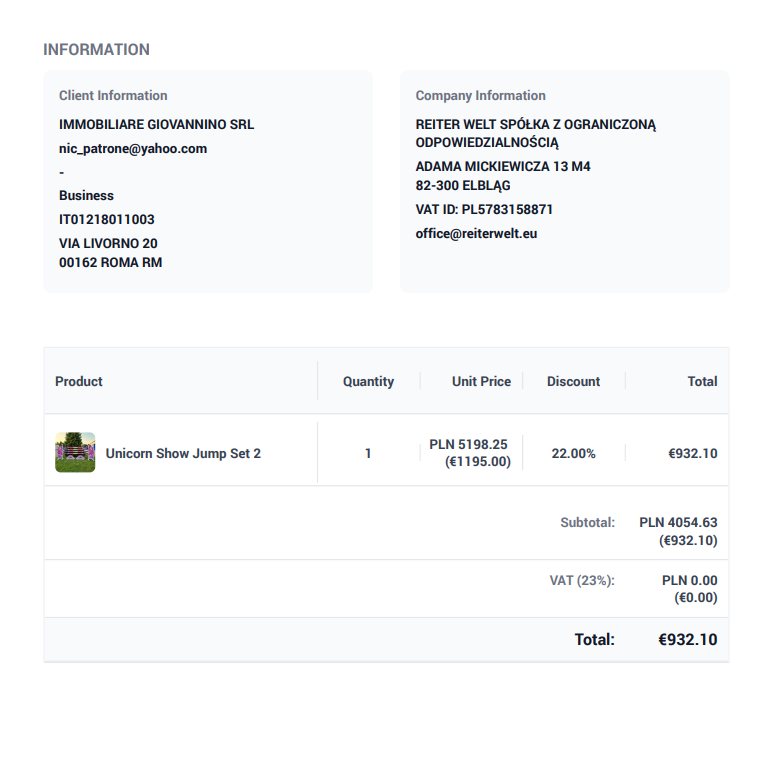 INFORMATION
Client Information
IMMOBILIARE GIOVANNINO SRL
nic_patrone@yahoo.com
-
Business
IT01218011003
VIA LIVORNO 20
00162 ROMA RM
Company Information
REITER WELT SPÓŁKA Z OGRANICZONĄ
ODPOWIEDZIALNOŚCIĄ
ADAMA MICKIEWICZA 13 M4
82-300 ELBLĄG
VAT ID: PL5783158871
office@reiterwelt.eu
Product Quantity Unit Price Discount Total
Unicorn Show Jump Set 2 1 PLN 5198.25 22.00% €932.10
(€1195.00)
Subtotal: PLN 4054.63
(€932.10)
VAT (23%): PLN 0.00
(€0.00)
Total: €932.10